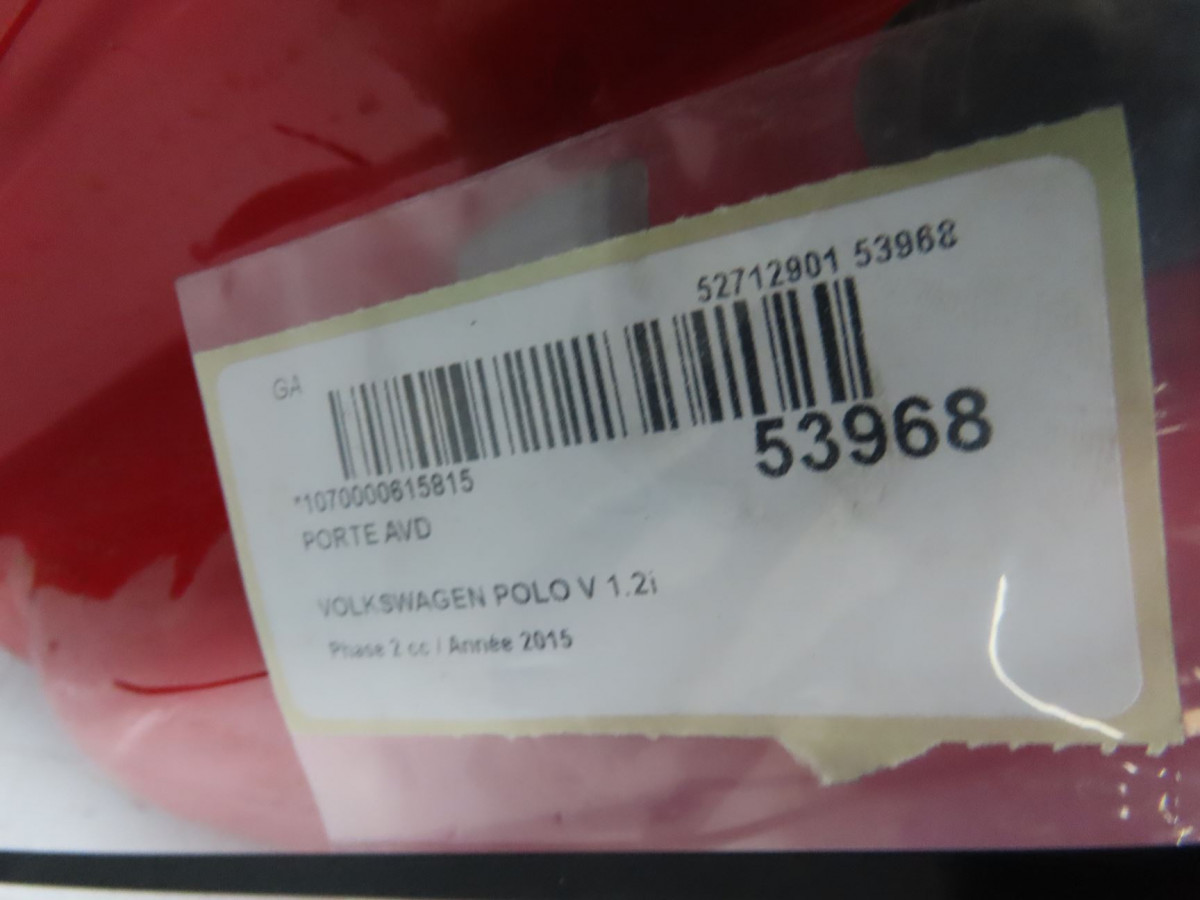 52712901 53968
GA
53968
*1070000615815
PORTE AVD
VOLKSWAGEN POLO V 1.2i
Phase 2 cc / Année 2015